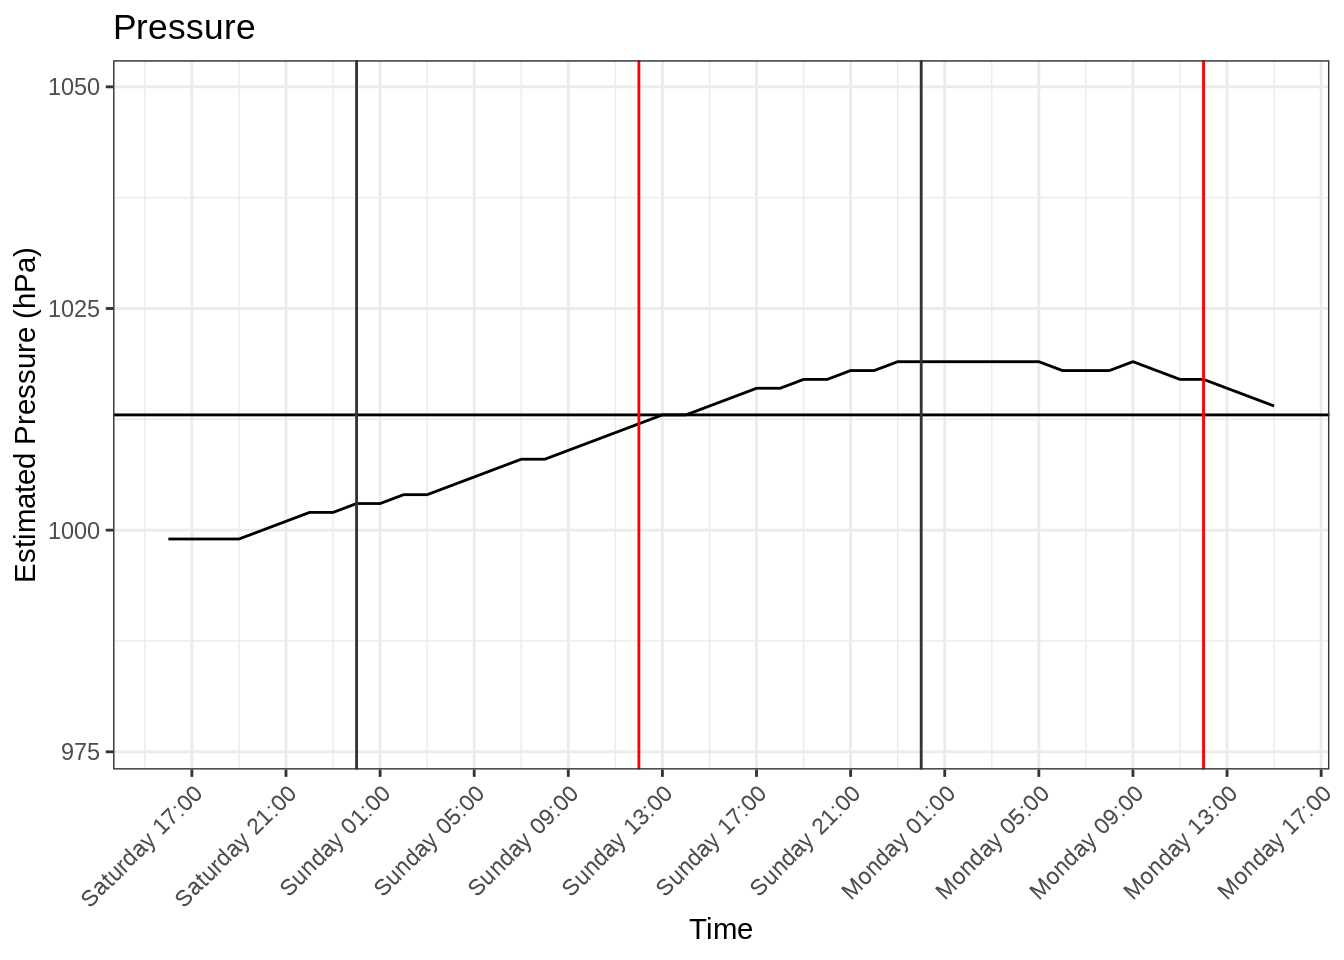 Pressure
Estimated Pressure (hPa)
1050
1025
1000
975
Saturday 17:00
Saturday 21:00
Sunday 01:00
Sunday 05:00
Sunday 09:00
Sunday 13:00
Sunday 17:00
Sunday 21:00
Monday 01:00
Monday 05:00
Monday 09:00
Monday 13:00
Monday 17:00
Time